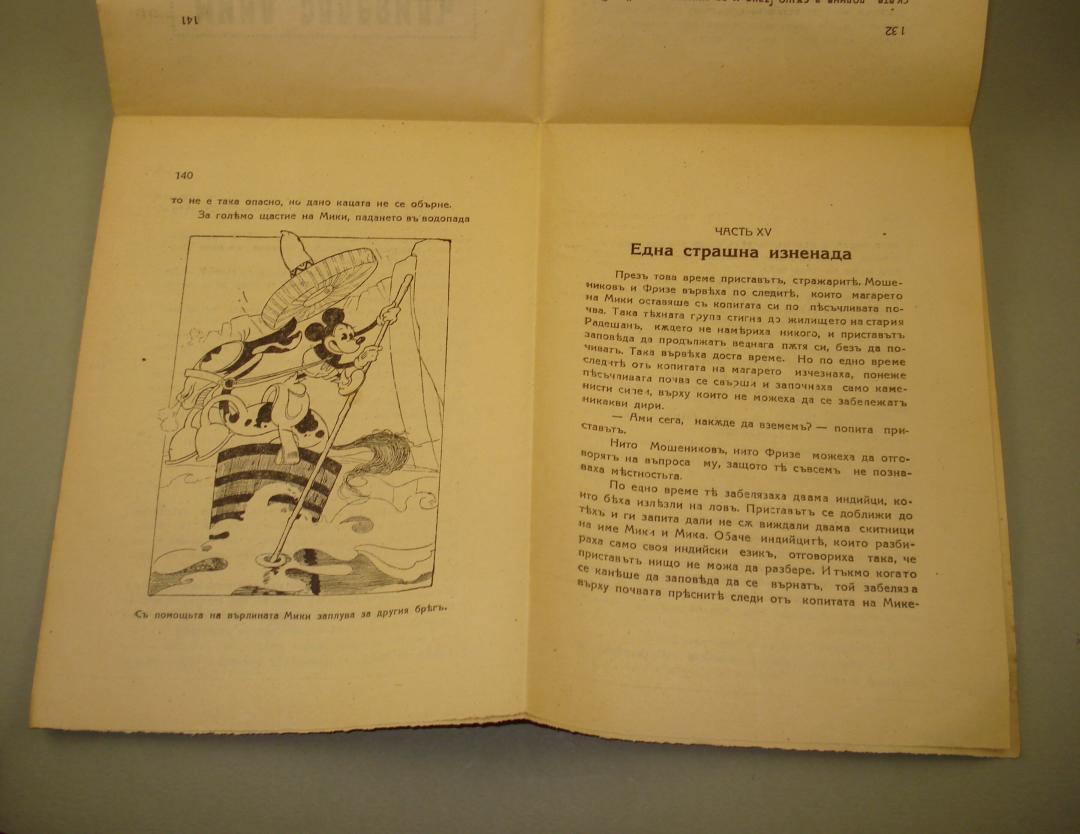 141
132
140
то не е така опасно, но дано кацата не се обърне.
За голѣмо щастие на Мики, падането въ водопада
Съ помощьта на върлината Мики заплува за другия брѣгъ.
ЧАСТЬ XV
Една страшна изненада
Презъ това време приставътъ, стражаритѣ, Моше-
никовъ и Фризе вървѣха по следитѣ, които магарето
на Мики оставяше съ копитата си по пѣсъчливата по-
чва. Така тѣхната група стигна до жилището на стария
Радешанъ, кѫдето не намѣриха никого, и приставътъ
заповѣда да продължатъ веднага пѫтя си, безъ да по-
чиватъ. Така вървѣха доста време. Но по едно време
следитѣ отъ копитата на магарето изчезнаха, понеже
пѣсъчливата почва се свърши и започнаха само каме-
нисти сипеи, върху които не можеха да се забележатъ
никакви дири.
— Ами сега, накѫде да вземемъ? — попита при-
ставътъ.
Нито Мошениковъ, нито Фризе можеха да отго-
ворятъ на въпроса му, защото тѣ съвсемъ не позна-
ваха мѣстностьта.
По едно време тѣ забелязаха двама индийци, ко-
ито бѣха излѣзли на ловъ. Приставътъ се доближи до
тѣхъ и ги запита дали не сѫ виждали двама скитници
на име Мики и Мика. Обаче индийцитѣ, които разби-
раха само своя индийски езикъ, отговориха така, че
приставътъ нищо не можа да разбере. И тъкмо когато
се канѣше да заповѣда да се върнатъ, той забеляза
върху почвата прѣснитѣ следи отъ копитата на Мике-